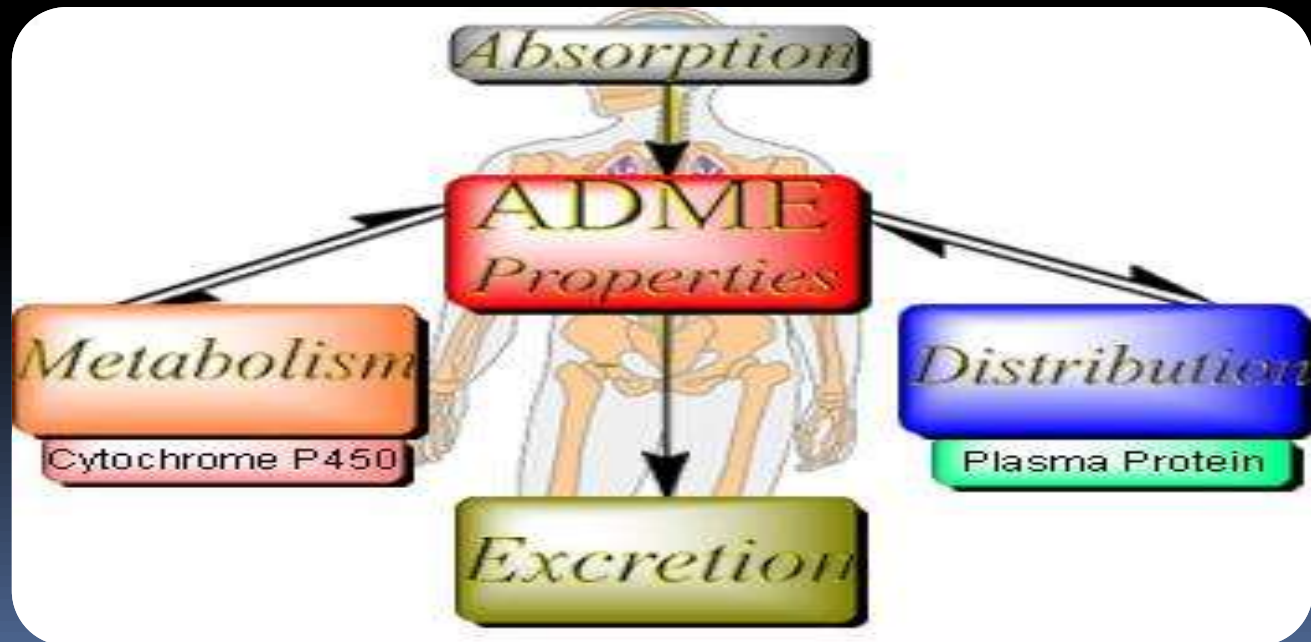 Absorption
ADME
Properties
Metabolism
Distribution
Cytochrome P450
Plasma Protein
Excretion